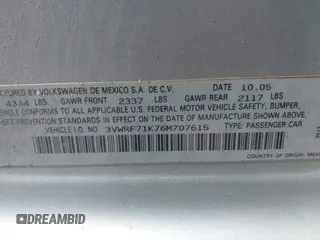 CTURED BY VOLKSWAGEN DE MEXICO S.A. DE C.V. 10.05
4344 LBS. GAWR FRONT 2337 LBS GAWR REAR 2117 LBS
S CONFORMS TO ALL APPLICABLE U.S. FEDERAL MOTOR VEHICLE SAFETY, BUMPER,
HEFT PREVENTION STANDARDS IN EFFECT ON THE DATE OF MANUFACTURE SHOWN ABOVE.
VEHICLE I.D. NO.: 3VWRF71K76M707615 TYPE: PASSENGER CAR
COUNTRY OF ORIGIN: MEXI
© DREAMBID